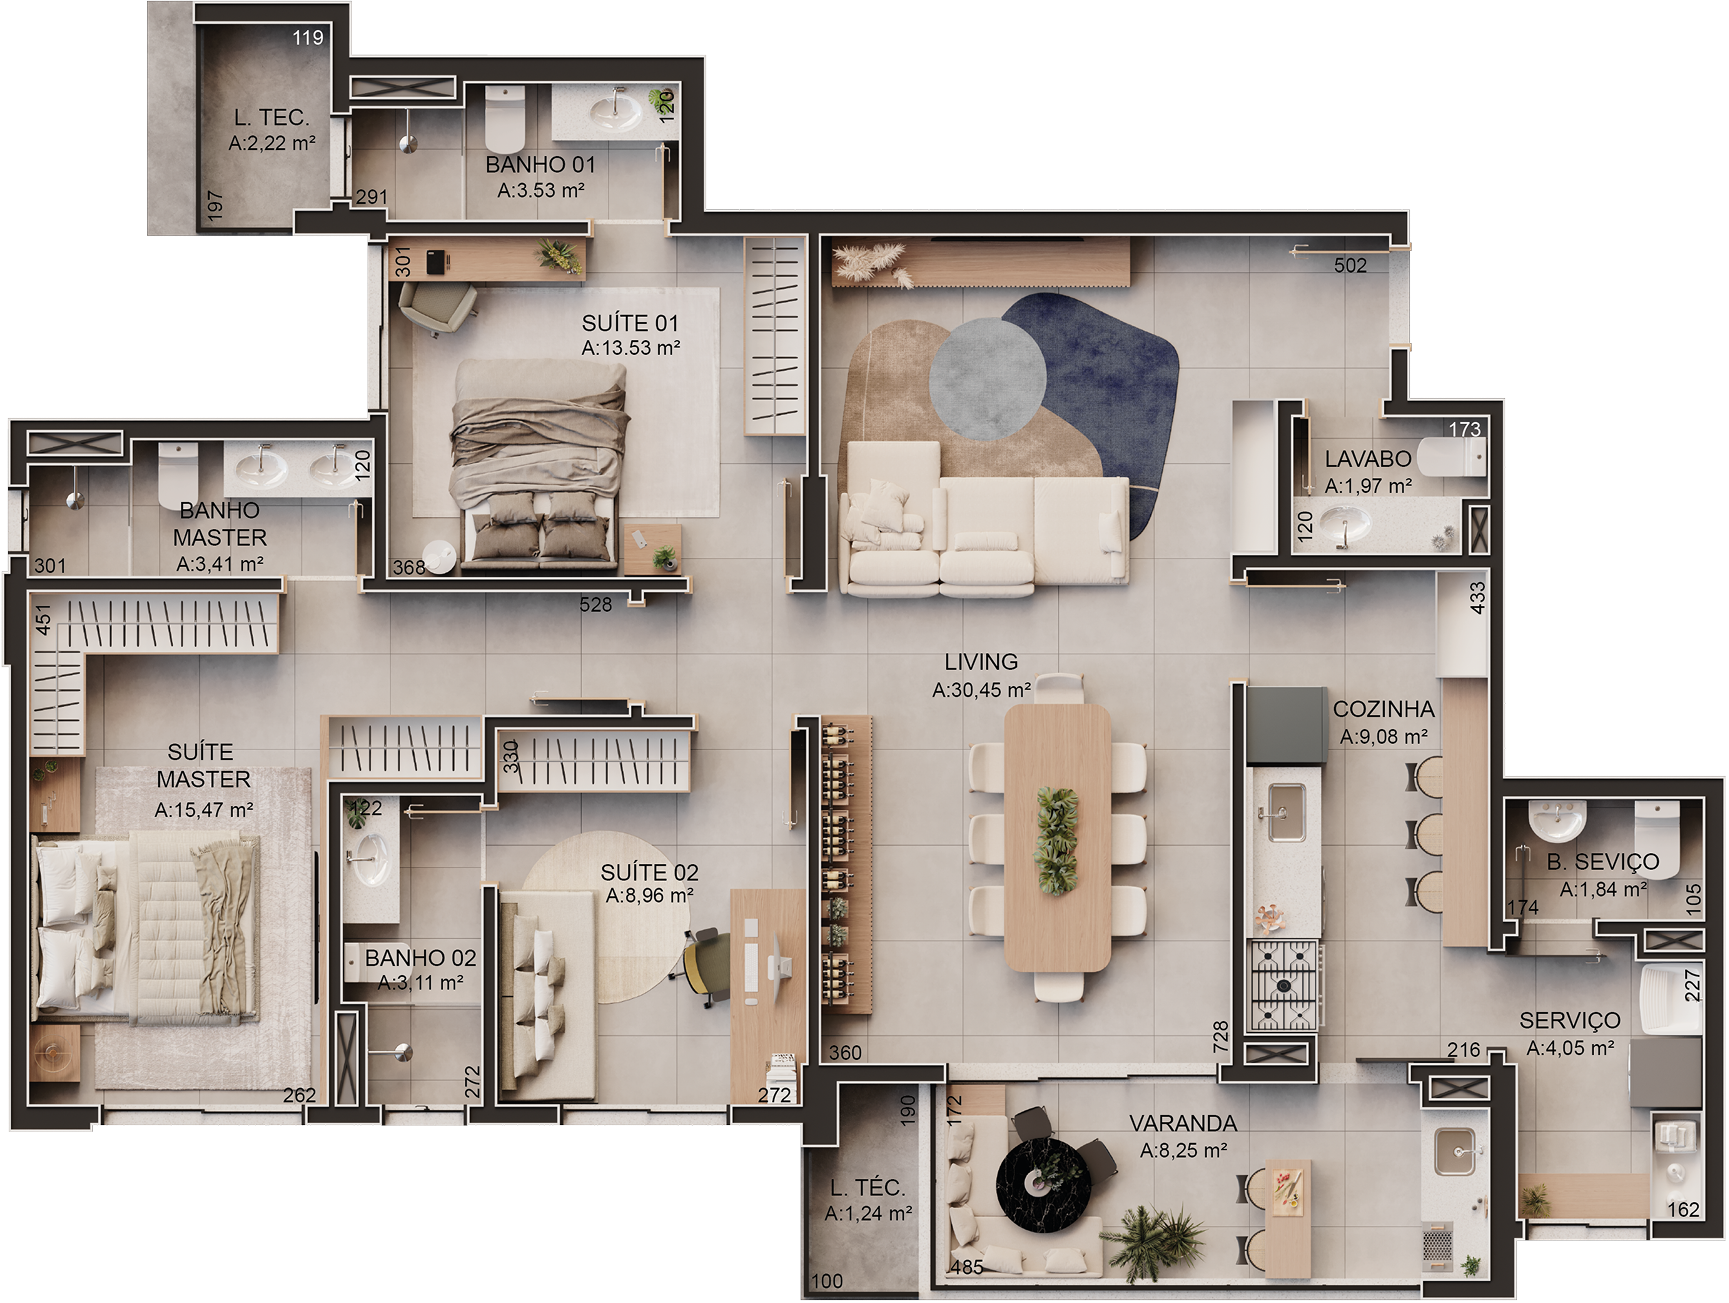 119
L. TEC.
A:2,22 m²
197
120
BANHO 01
A:3.53 m²
291
301
SUÍTE 01
A:13.53 m²
368
502
173
LAVABO
A:1,97 m²
120
120
BANHO
MASTER
A:3,41 m²
301
451
528
433
LIVING
A:30,45 m²
COZINHA
A:9,08 m²
SUÍTE
MASTER
A:15,47 m²
330
122
SUÍTE 02
A:8,96 m²
B. SEVIÇO
A:1,84 m²
174
105
BANHO 02
A:3,11 m²
227
SERVIÇO
A:4,05 m²
216
360
728
262
272
272
190
172
VARANDA
A:8,25 m²
L. TÉC.
A:1,24 m²
162
485
100